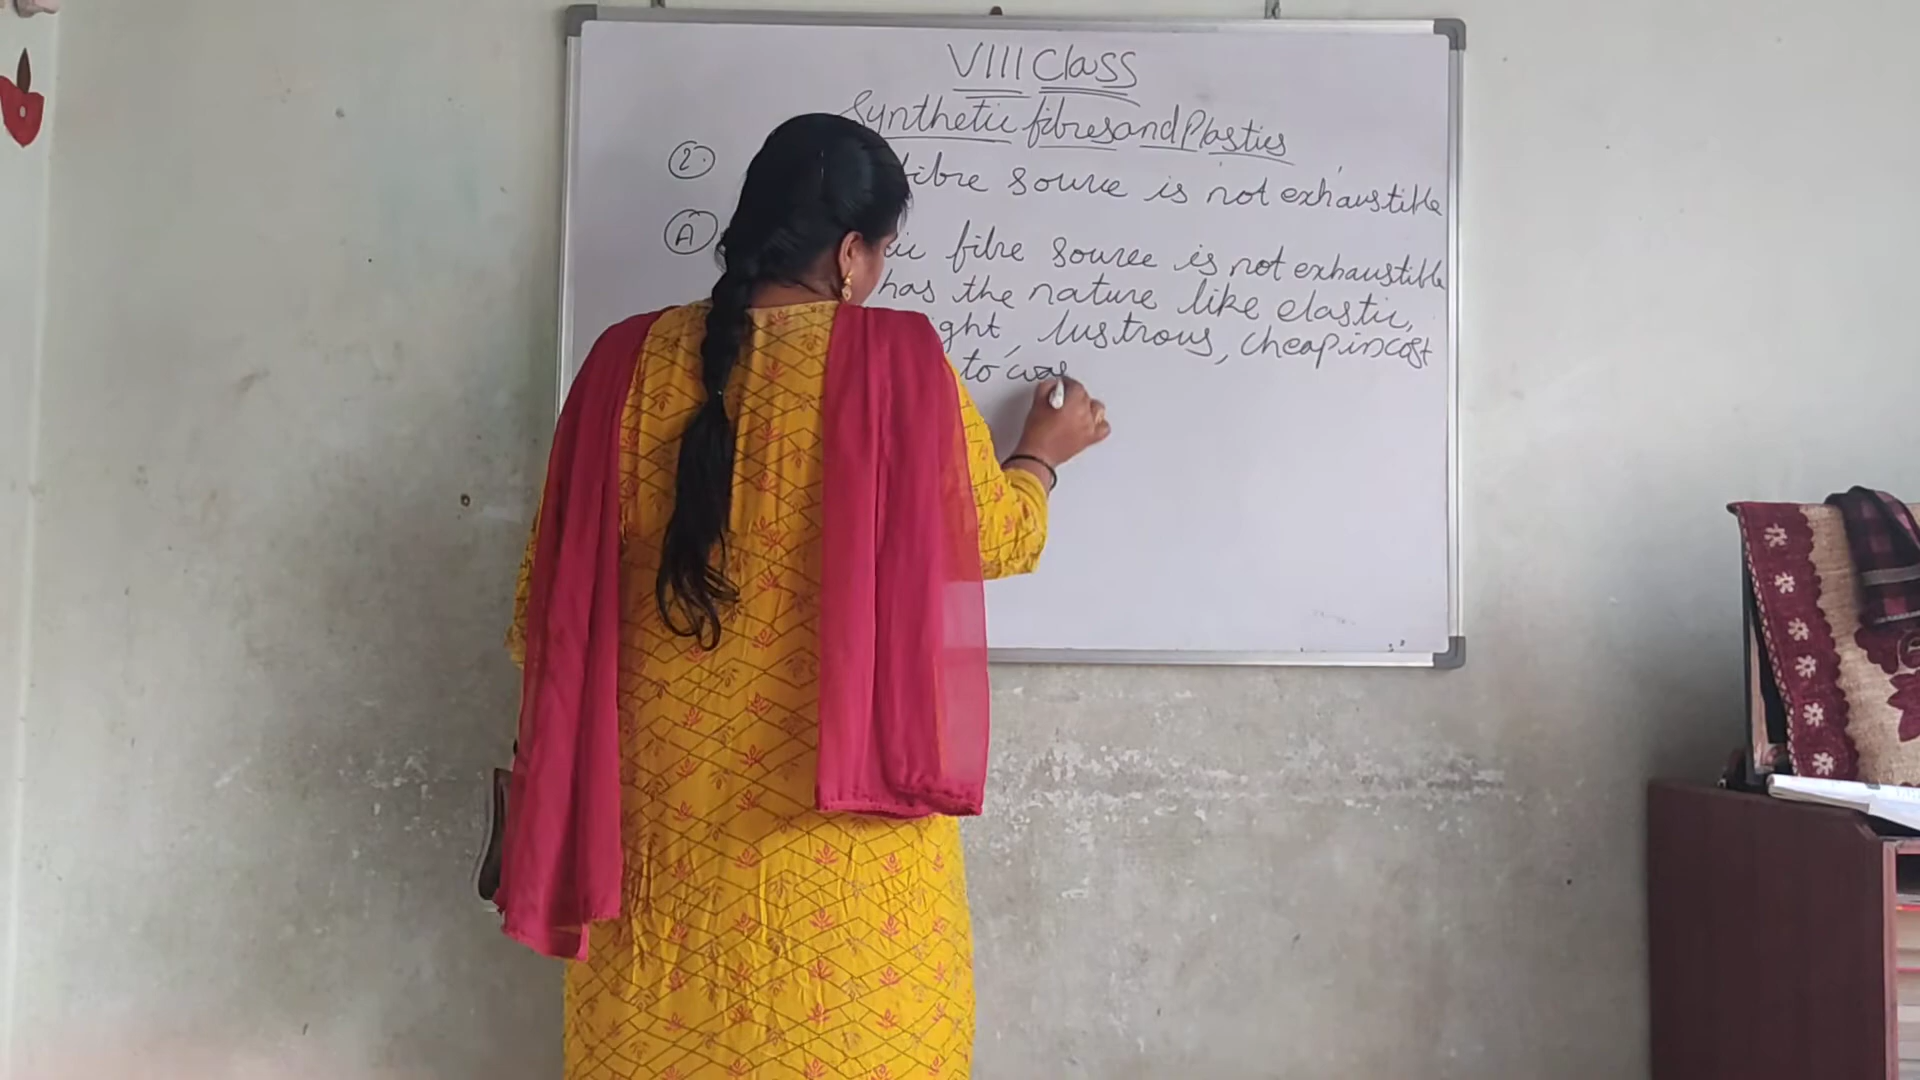 VIII Class
Synthetic fibres and Plastics
2. fibre source is not exhaustible
A fibre source is not exhaustible
has the nature like elastic,
lustrous, cheap in cost
to